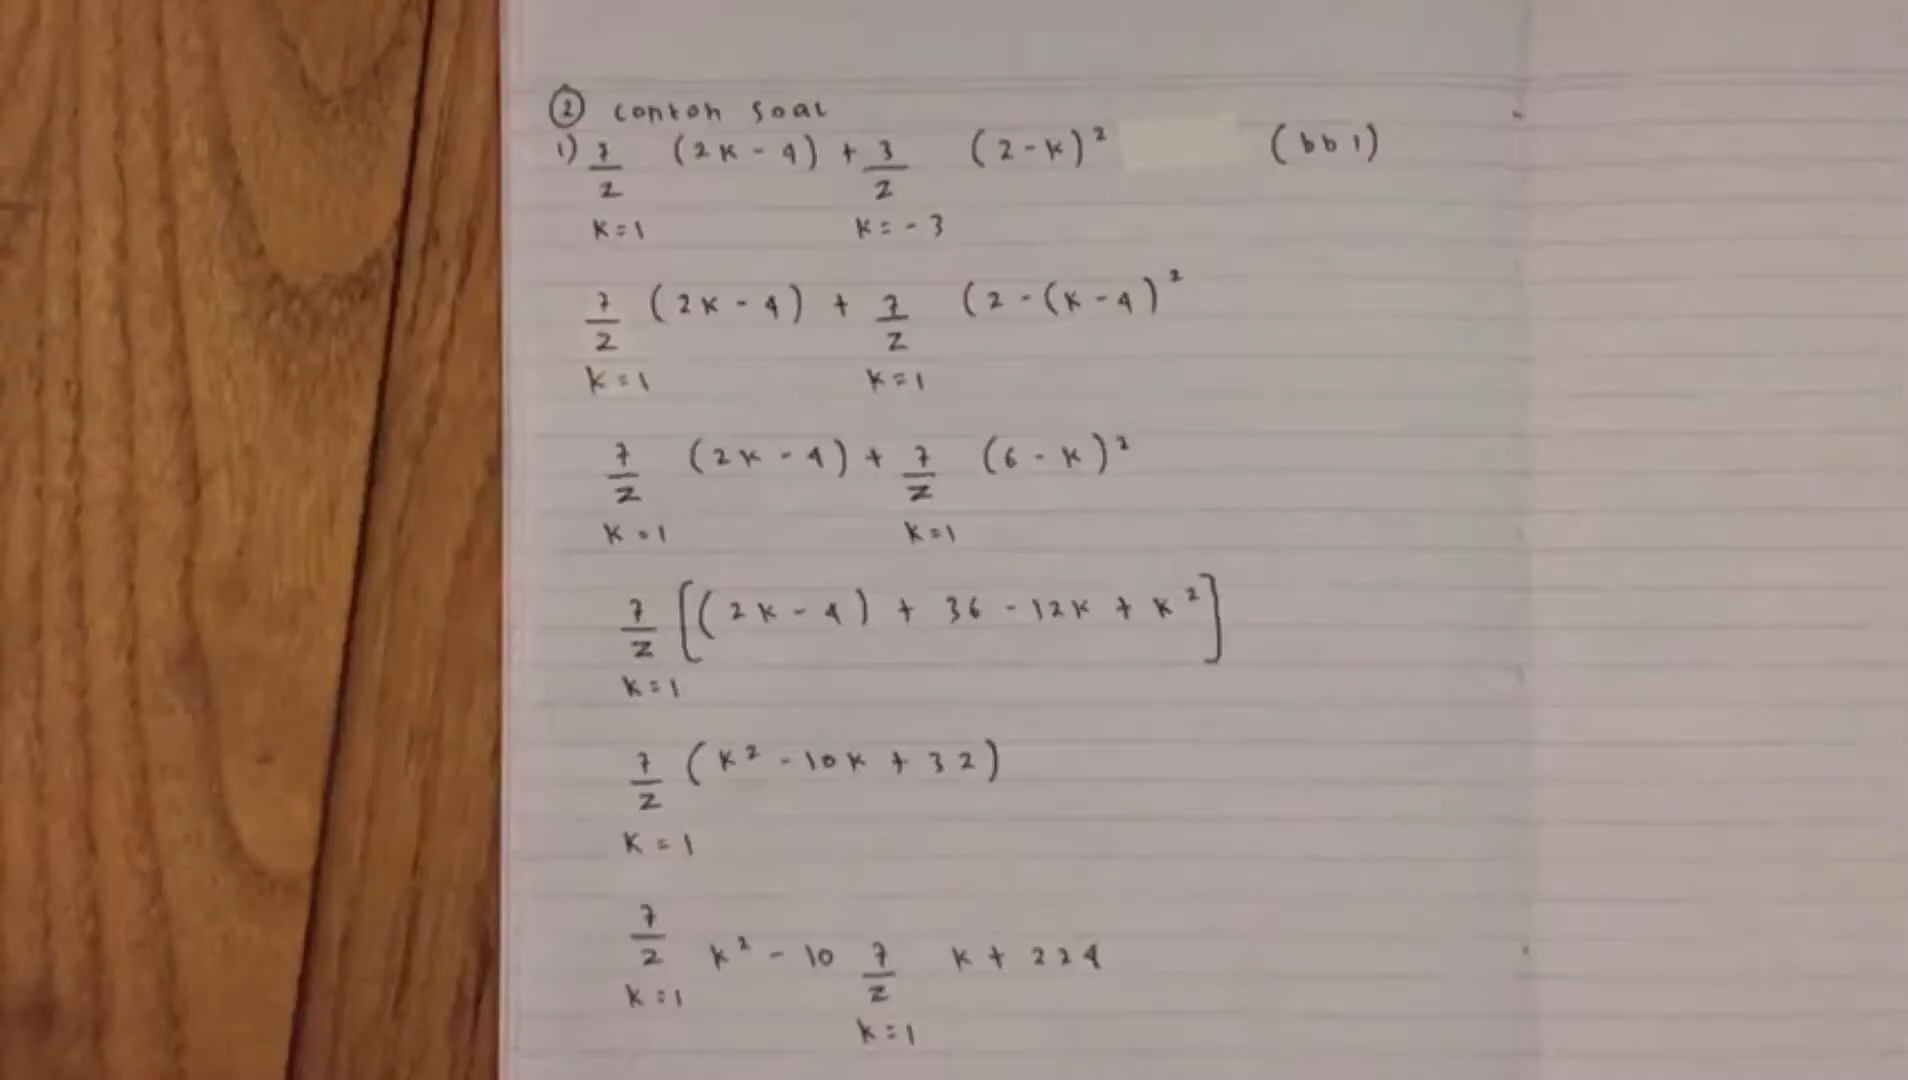 ② contoh soal
1) 7/2 (2k - 4) + 3/2 (2 - k)² (bb1)
k = 1 k = -3
7/2 (2k - 4) + 7/2 (2 - (k - 4)²
k = 1 k = 1
7/2 (2k - 4) + 7/2 (6 - k)²
k = 1 k = 1
7/2 [(2k - 4) + 36 - 12k + k²]
k = 1
7/2 (k² - 10k + 32)
k = 1
7/2 k² - 10 7/2 k + 224
k = 1 k = 1